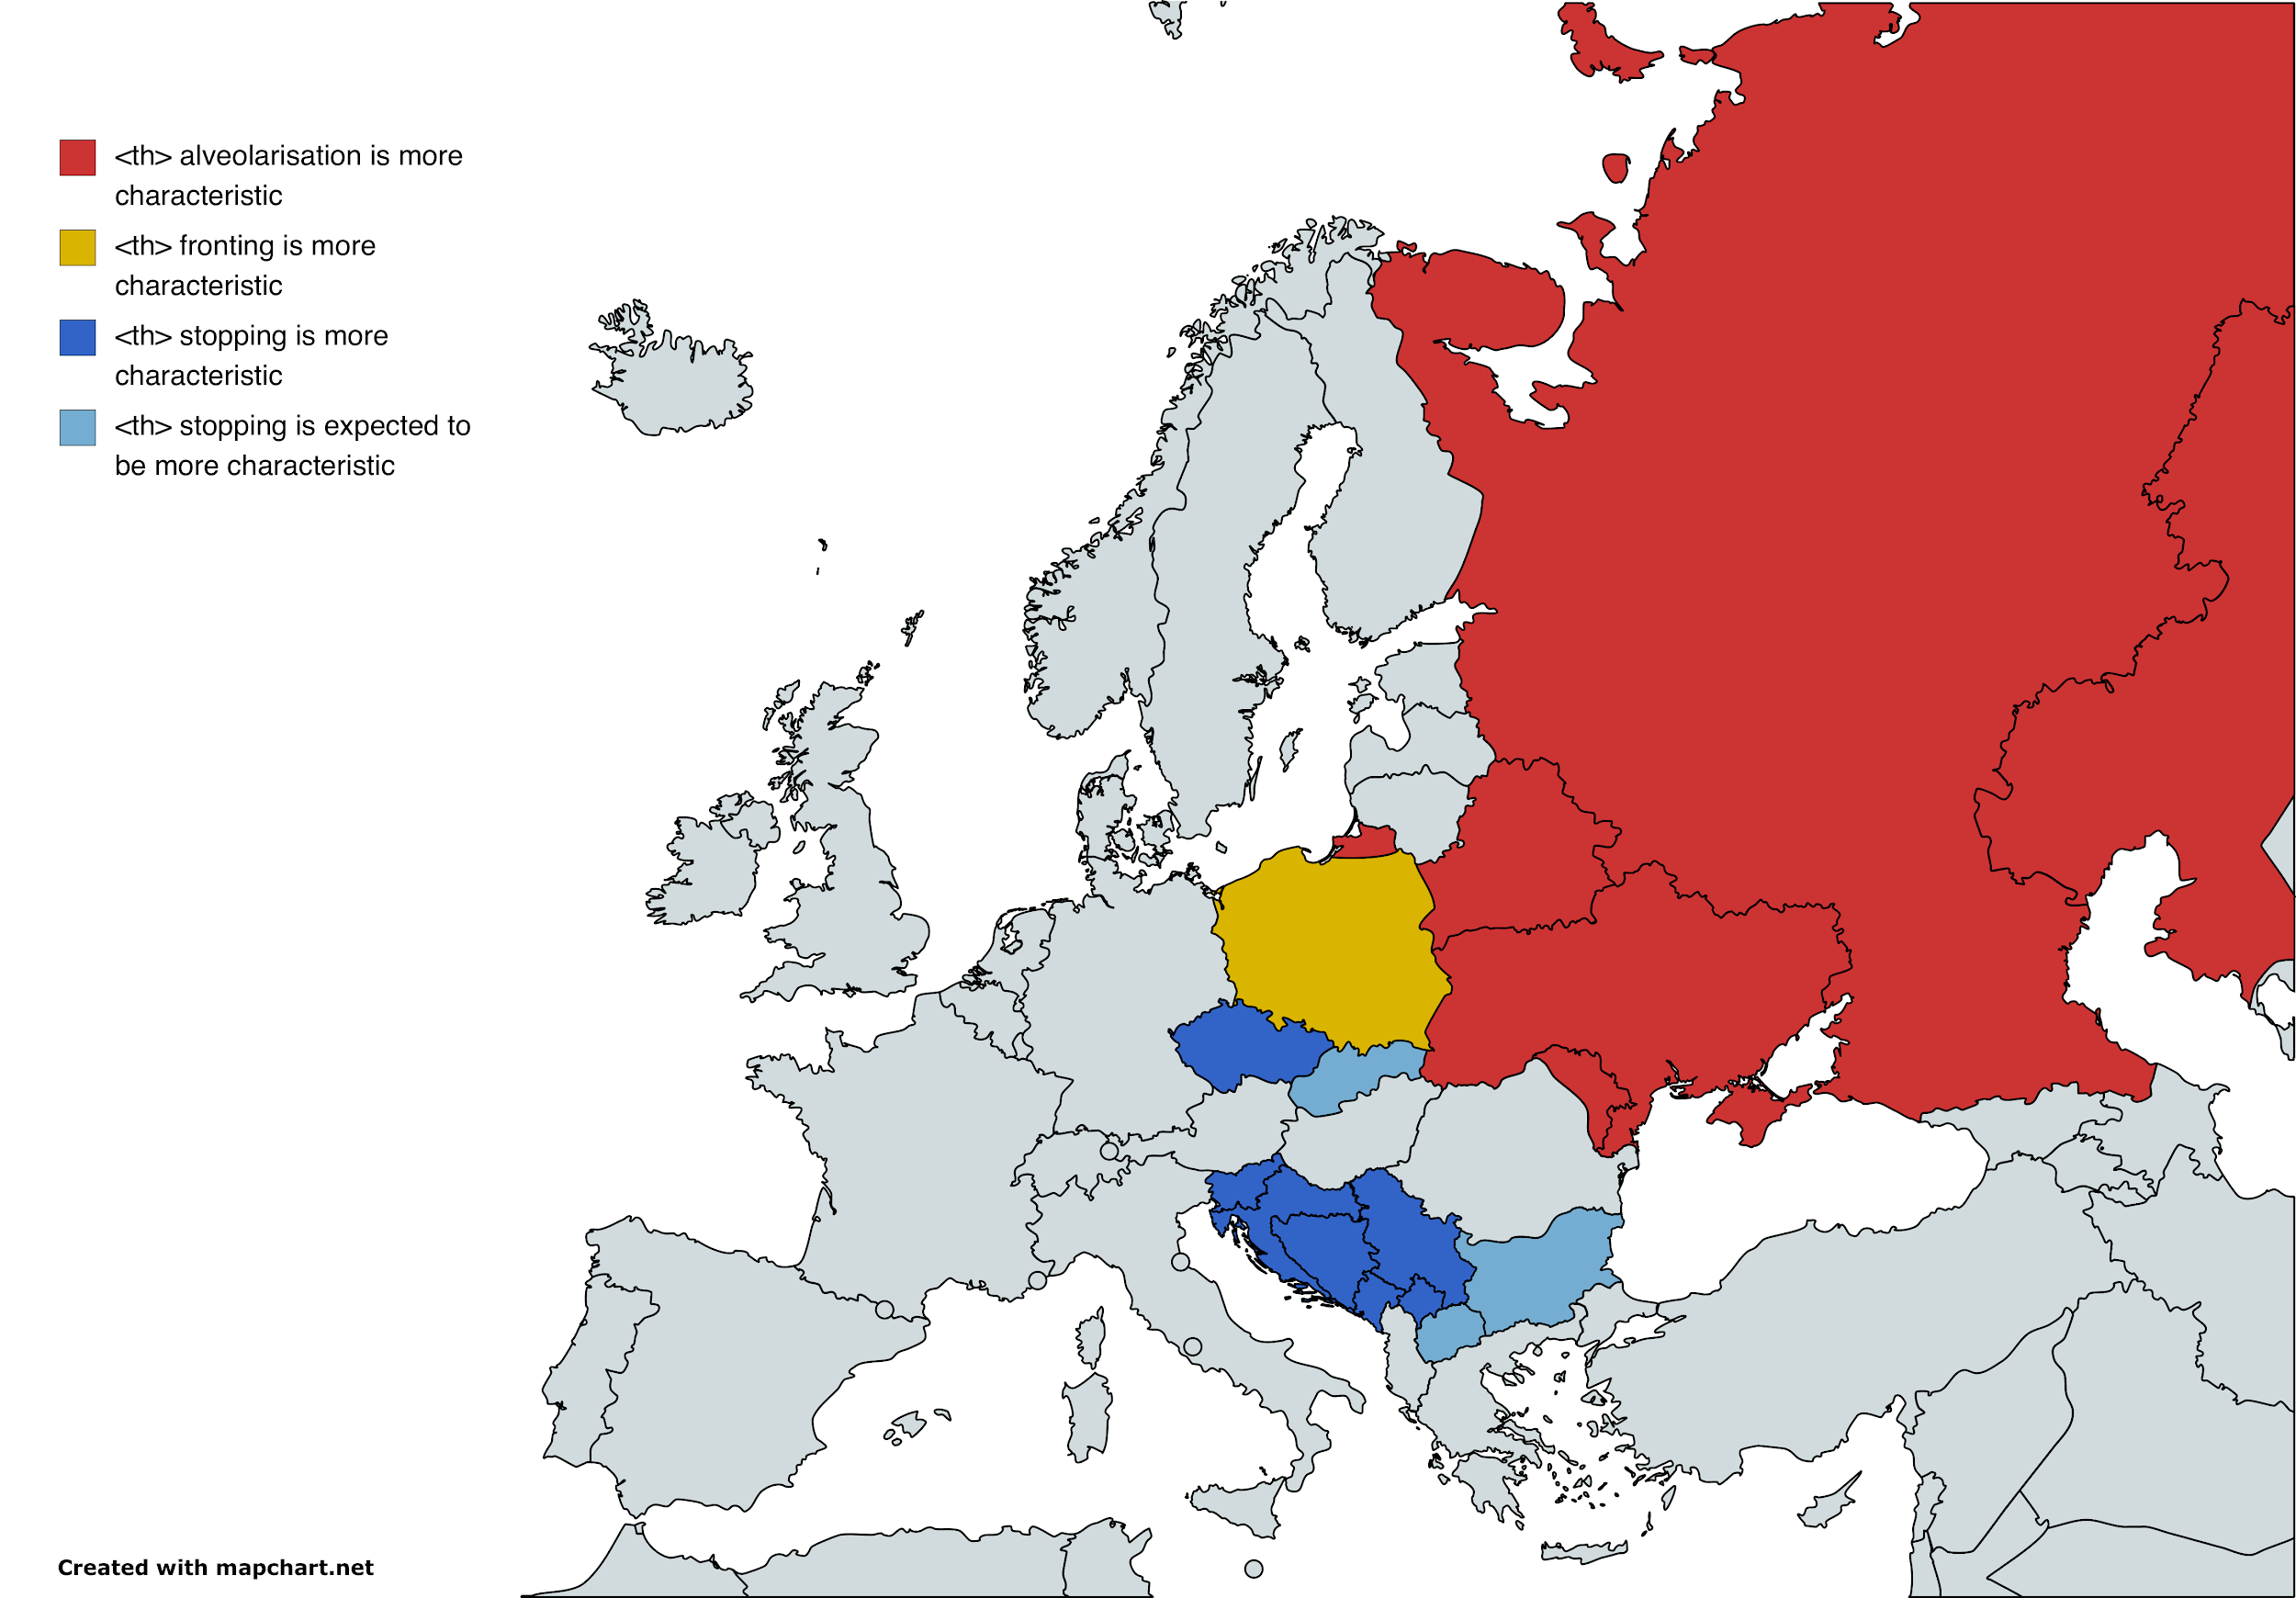 <th> alveolarisation is more
characteristic
<th> fronting is more
characteristic
<th> stopping is more
characteristic
<th> stopping is expected to
be more characteristic
Created with mapchart.net